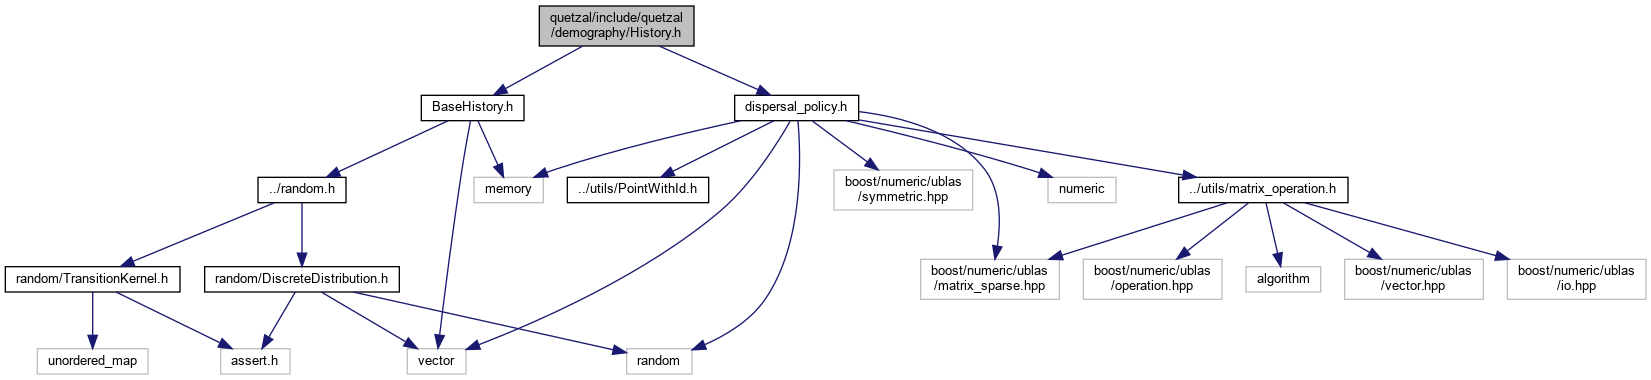 quetzal/include/quetzal
/demography/History.h
BaseHistory.h
dispersal_policy.h
../random.h
memory
../utils/PointWithId.h
boost/numeric/ublas
/symmetric.hpp
numeric
../utils/matrix_operation.h
random/TransitionKernel.h
random/DiscreteDistribution.h
boost/numeric/ublas
/matrix_sparse.hpp
boost/numeric/ublas
/operation.hpp
algorithm
boost/numeric/ublas
/vector.hpp
boost/numeric/ublas
/io.hpp
unordered_map
assert.h
vector
random